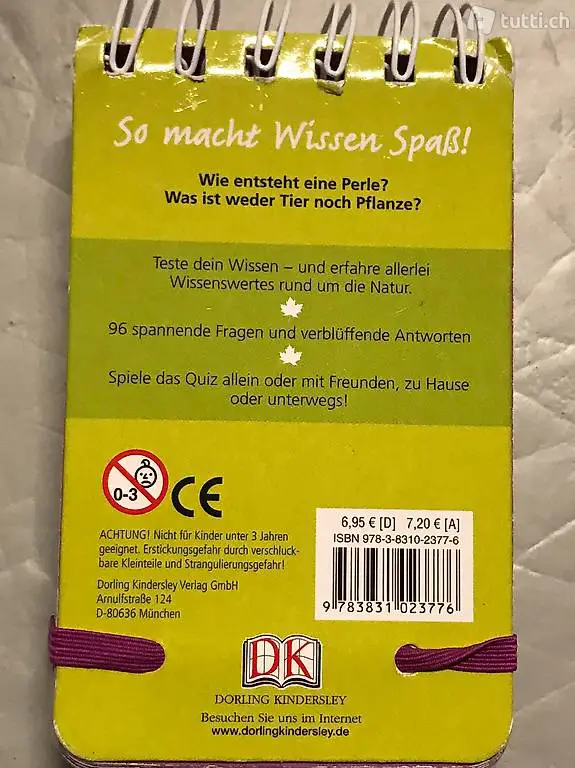 tutti.ch
So macht Wissen Spaß!
Wie entsteht eine Perle?
Was ist weder Tier noch Pflanze?
Teste dein Wissen – und erfahre allerlei
Wissenswertes rund um die Natur.
96 spannende Fragen und verblüffende Antworten
Spiele das Quiz allein oder mit Freunden, zu Hause
oder unterwegs!
0-3 CE
ACHTUNG! Nicht für Kinder unter 3 Jahren
geeignet. Erstickungsgefahr durch verschluck-
bare Kleinteile und Strangulierungsgefahr!
Dorling Kindersley Verlag GmbH
Arnulfstraße 124
D-80636 München
6,95 € [D] 7,20 € [A]
ISBN 978-3-8310-2377-6
9 783831 023776
DK
DORLING KINDERSLEY
Besuchen Sie uns im Internet
www.dorlingkindersley.de